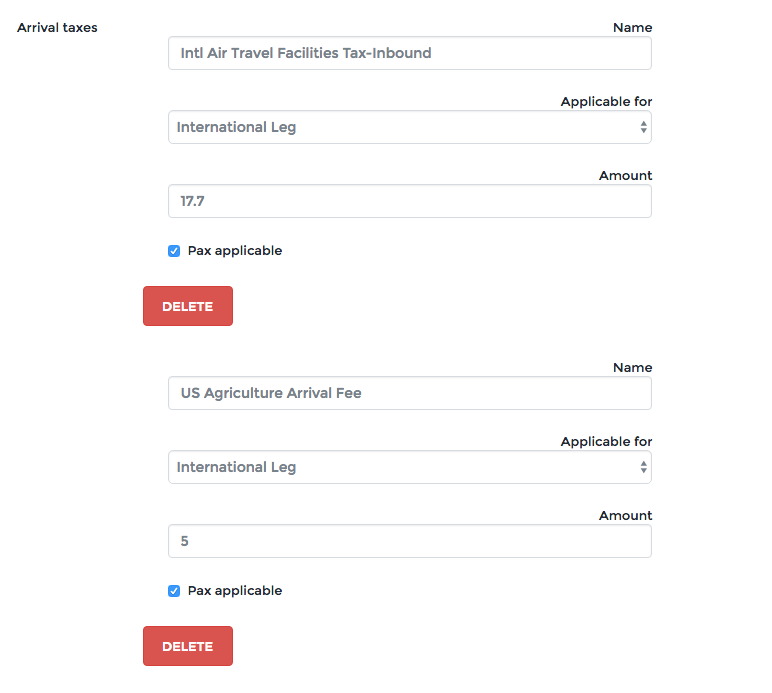 Arrival taxes
Name
Intl Air Travel Facilities Tax-Inbound
Applicable for
International Leg
Amount
17.7
Pax applicable
DELETE
Name
US Agriculture Arrival Fee
Applicable for
International Leg
Amount
5
Pax applicable
DELETE